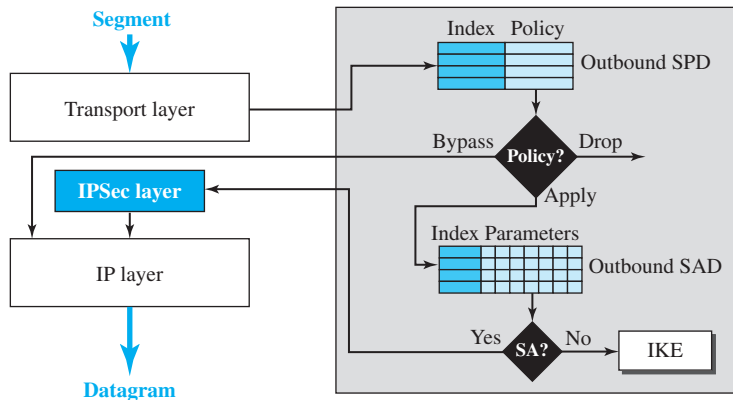 Segment
Index Policy
Outbound SPD
Transport layer
Bypass
Policy?
Drop
IPSec layer
Apply
Index Parameters
IP layer
Outbound SAD
Yes
SA?
No
IKE
Datagram